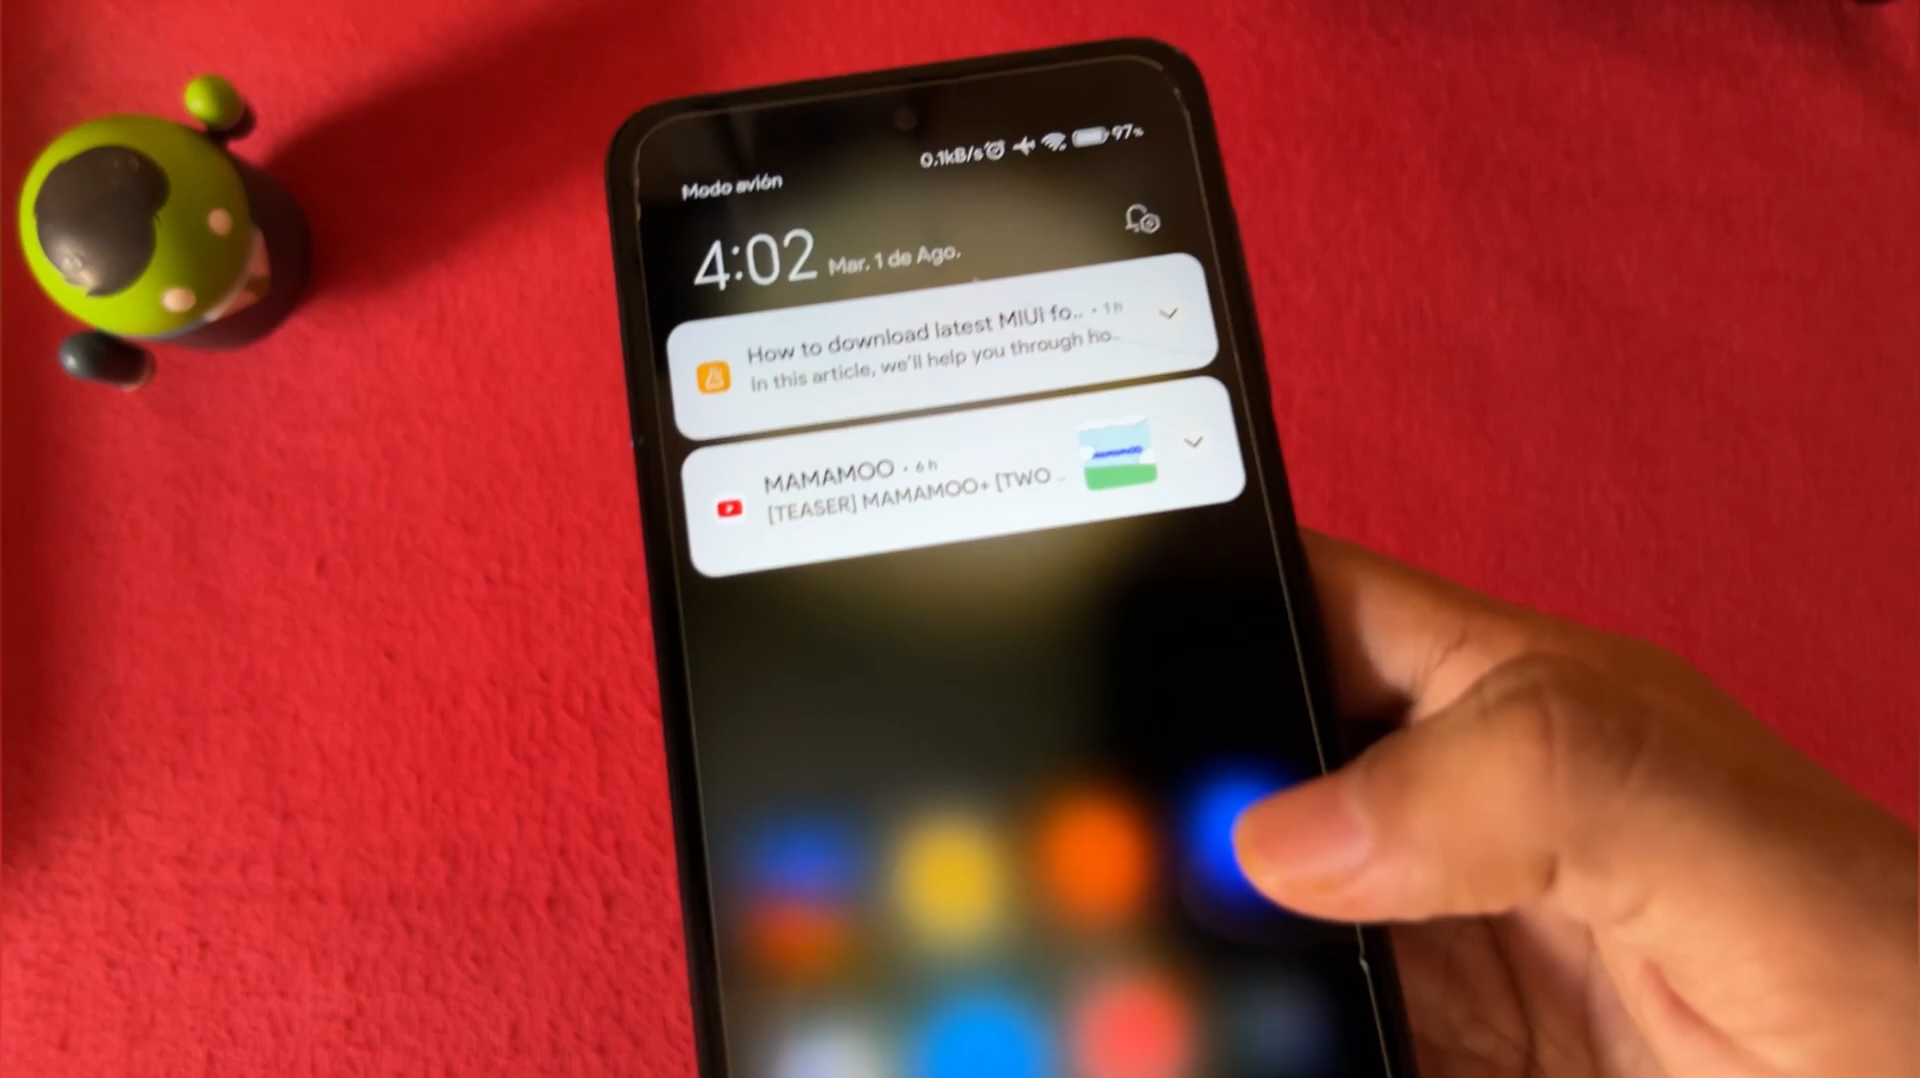 0.1kB/s 97%
Modo avión
4:02 Mar. 1 de Ago.
How to download latest MIUI fo.. • 1 h
In this article, we'll help you through ho..
MAMAMOO • 6 h
[TEASER] MAMAMOO+ [TWO ..
MAMAMOO